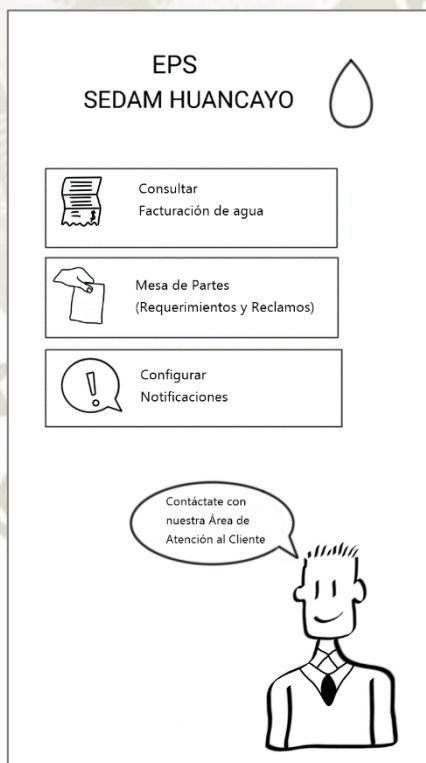 EPS
SEDAM HUANCAYO
Consultar
Facturación de agua
$
Mesa de Partes
(Requerimientos y Reclamos)
!
Configurar
Notificaciones
Contáctate con
nuestra Área de
Atención al Cliente